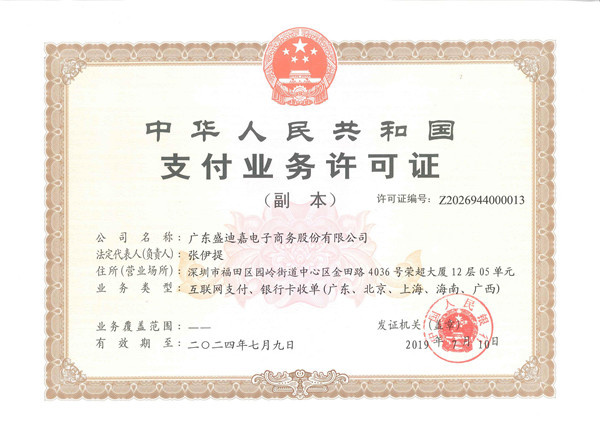 中华人民共和国
支付业务许可证
（副 本） 许可证编号：Z2026944000013
公司名称：广东盛迪嘉电子商务股份有限公司
法定代表人(负责人)：张伊提
住所(营业场所)：深圳市福田区园岭街道中心区金田路4036号荣超大厦12层05单元
业务类型：互联网支付、银行卡收单(广东、北京、上海、海南、广西)
业务覆盖范围：——
发证机关：(盖章)
有效期至：二〇二四年七月九日
2019年7月10日
中国人民银行